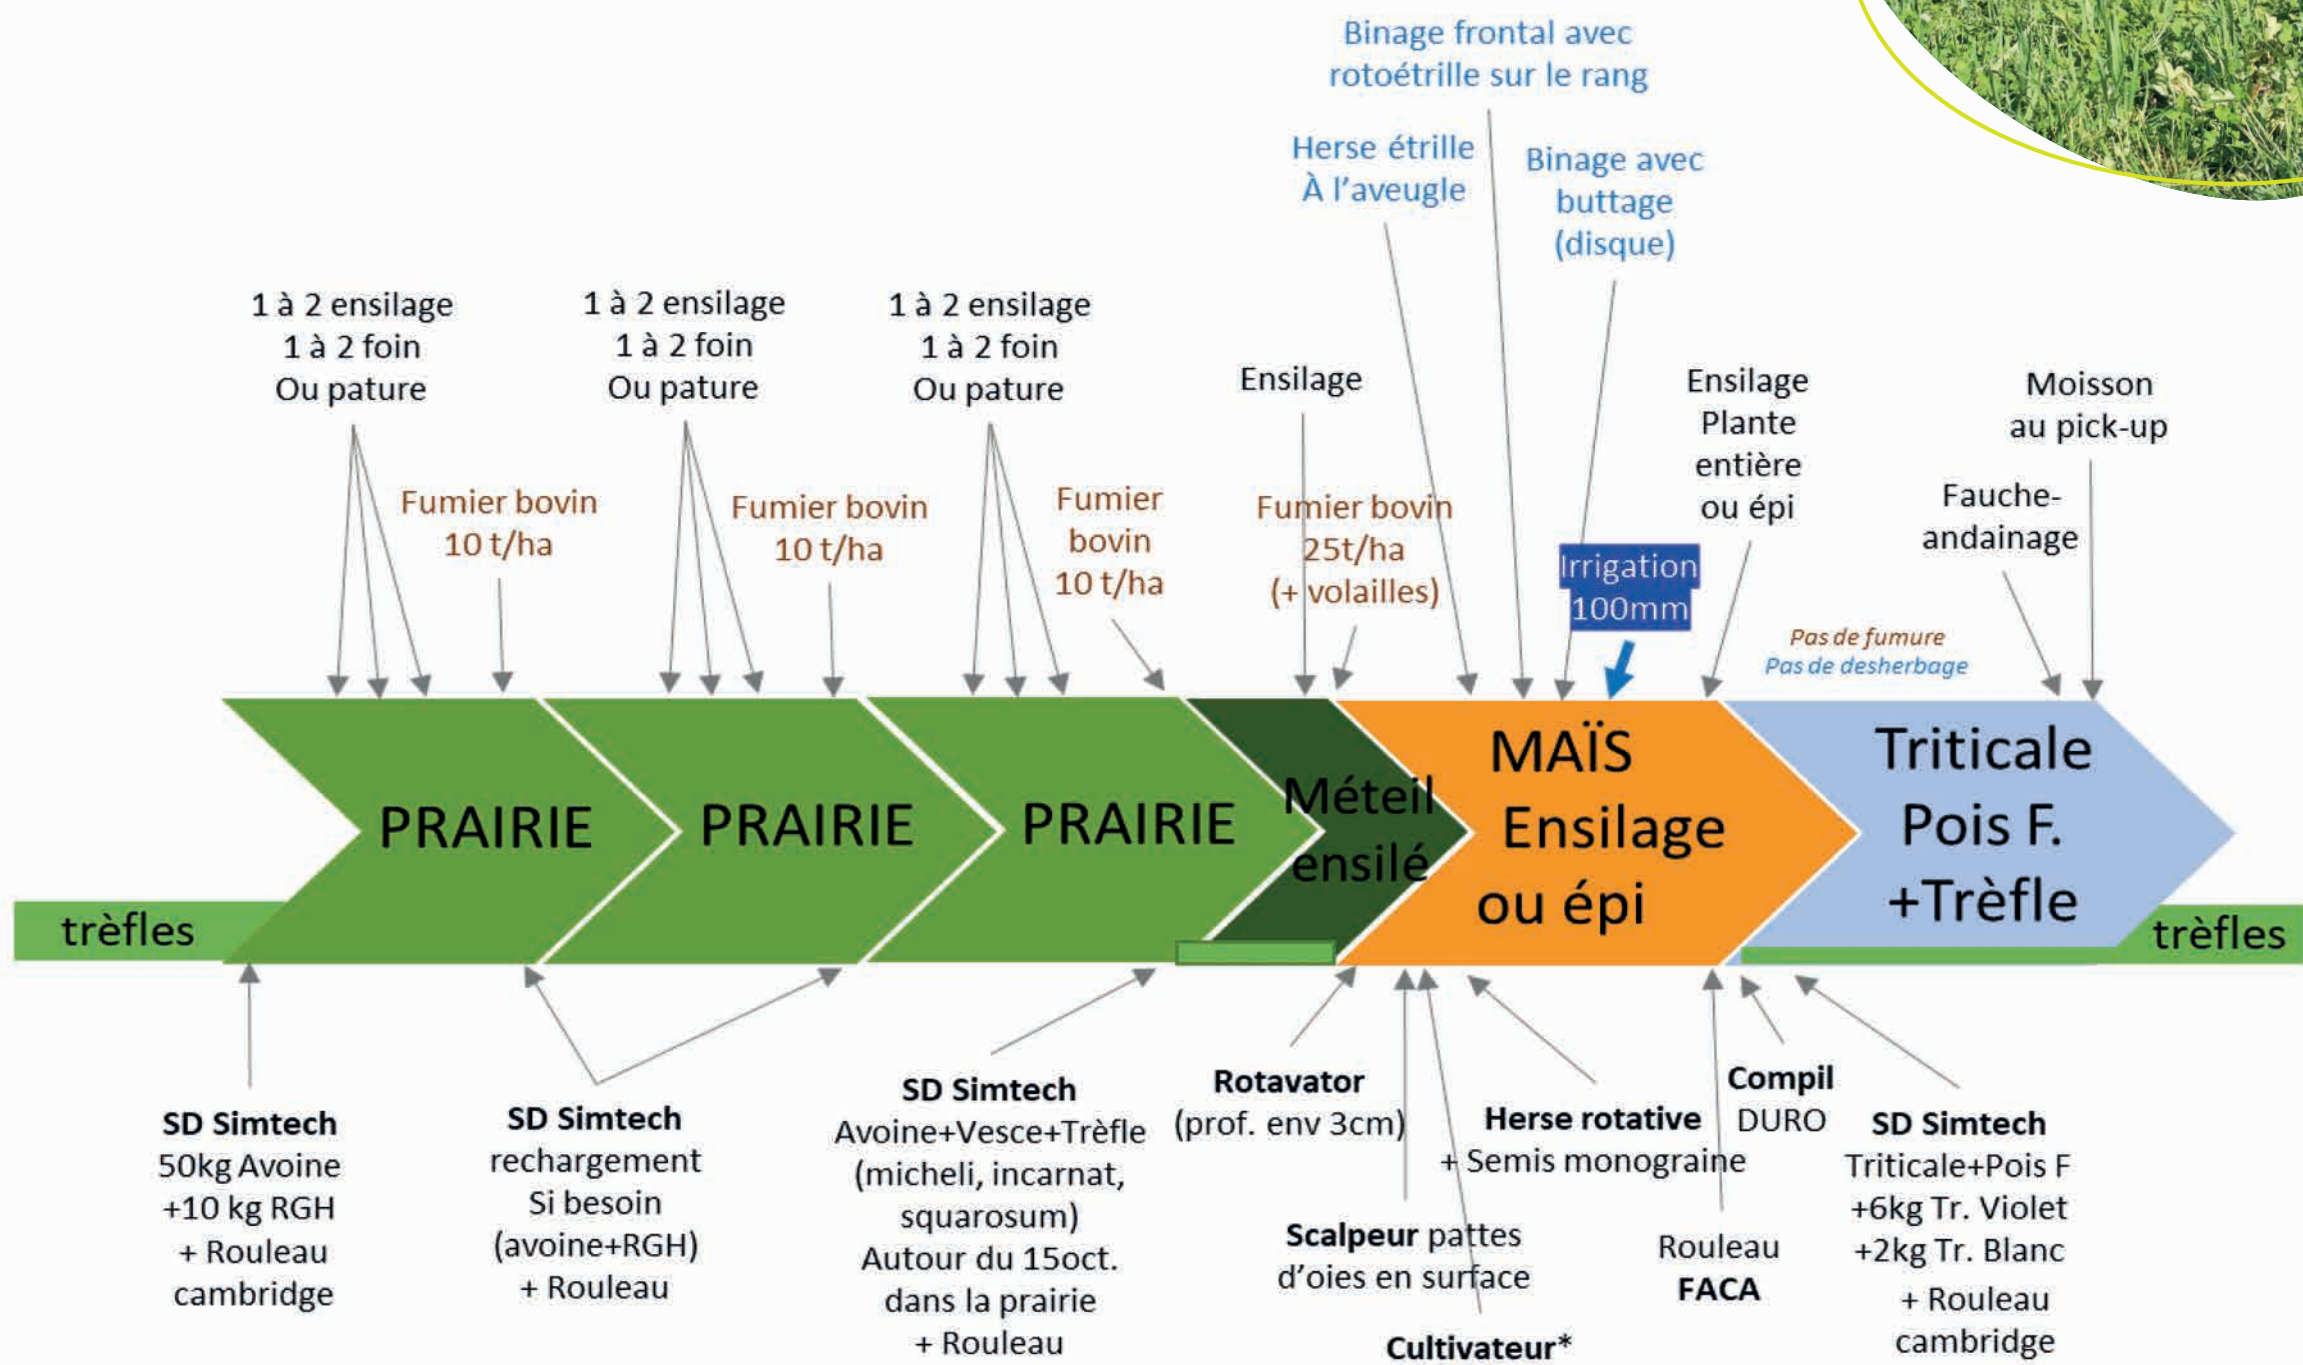 Binage frontal avec
rotoétrille sur le rang
Herse étrille
À l'aveugle
Binage avec
buttage
(disque)
1 à 2 ensilage
1 à 2 foin
Ou pature
1 à 2 ensilage
1 à 2 foin
Ou pature
1 à 2 ensilage
1 à 2 foin
Ou pature
Ensilage
Ensilage
Plante
entière
ou épi
Moisson
au pick-up
Fauche-
andainage
Fumier bovin
10 t/ha
Fumier bovin
10 t/ha
Fumier
bovin
10 t/ha
Fumier bovin
25t/ha
(+ volailles)
Irrigation
100mm
Pas de fumure
Pas de desherbage
PRAIRIE
PRAIRIE
PRAIRIE
Méteil
ensilé
MAÏS
Ensilage
ou épi
Triticale
Pois F.
+Trèfle
trèfles
trèfles
SD Simtech
50kg Avoine
+10 kg RGH
+ Rouleau
cambridge
SD Simtech
rechargement
Si besoin
(avoine+RGH)
+ Rouleau
SD Simtech
Avoine+Vesce+Trèfle
(micheli, incarnat,
squarosum)
Autour du 15oct.
dans la prairie
+ Rouleau
Rotavator
(prof. env 3cm)
Scalpeur pattes
d'oies en surface
Cultivateur*
Herse rotative
+ Semis monograine
Rouleau
FACA
Compil
DURO
SD Simtech
Triticale+Pois F
+6kg Tr. Violet
+2kg Tr. Blanc
+ Rouleau
cambridge